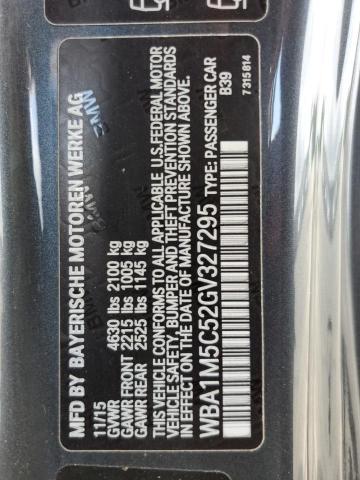 MFD BY BAYERISCHE MOTOREN WERKE AG
11/15
GVWR 4630 lbs 2100 kg
GAWR FRONT 2215 lbs 1005 kg
GAWR REAR 2525 lbs 1145 kg
THIS VEHICLE CONFORMS TO ALL APPLICABLE U.S. FEDERAL MOTOR
VEHICLE SAFETY, BUMPER AND THEFT PREVENTION STANDARDS
IN EFFECT ON THE DATE OF MANUFACTURE SHOWN ABOVE.
WBA1M5C52GV327295 TYPE: PASSENGER CAR
B39
7315814
BMW